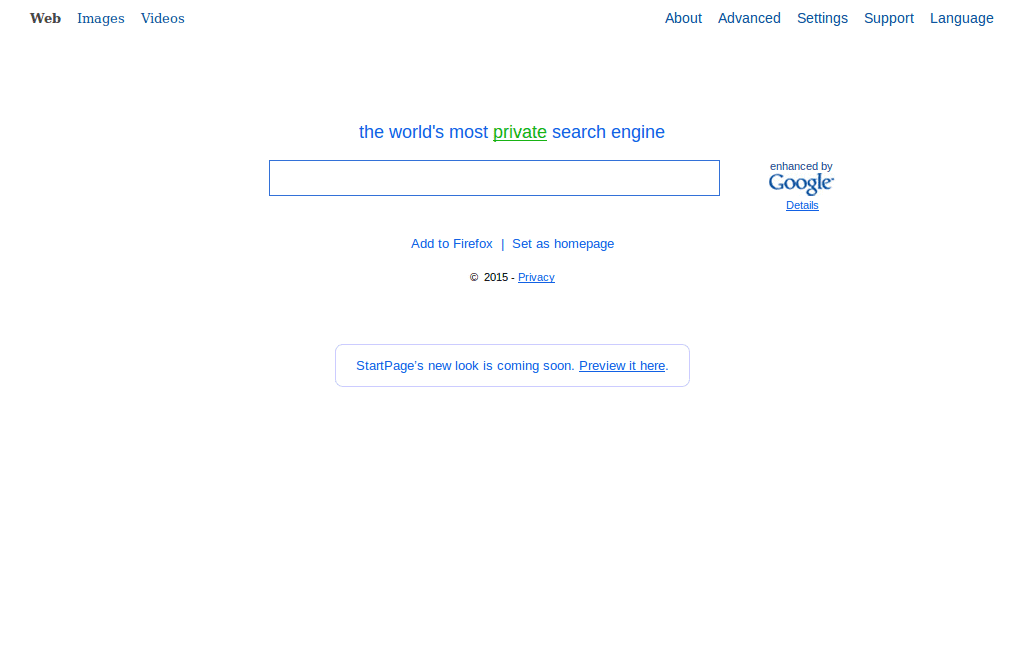 Web Images Videos About Advanced Settings Support Language
the world's most private search engine
enhanced by
Google
Details
Add to Firefox | Set as homepage
© 2015 - Privacy
StartPage's new look is coming soon. Preview it here.